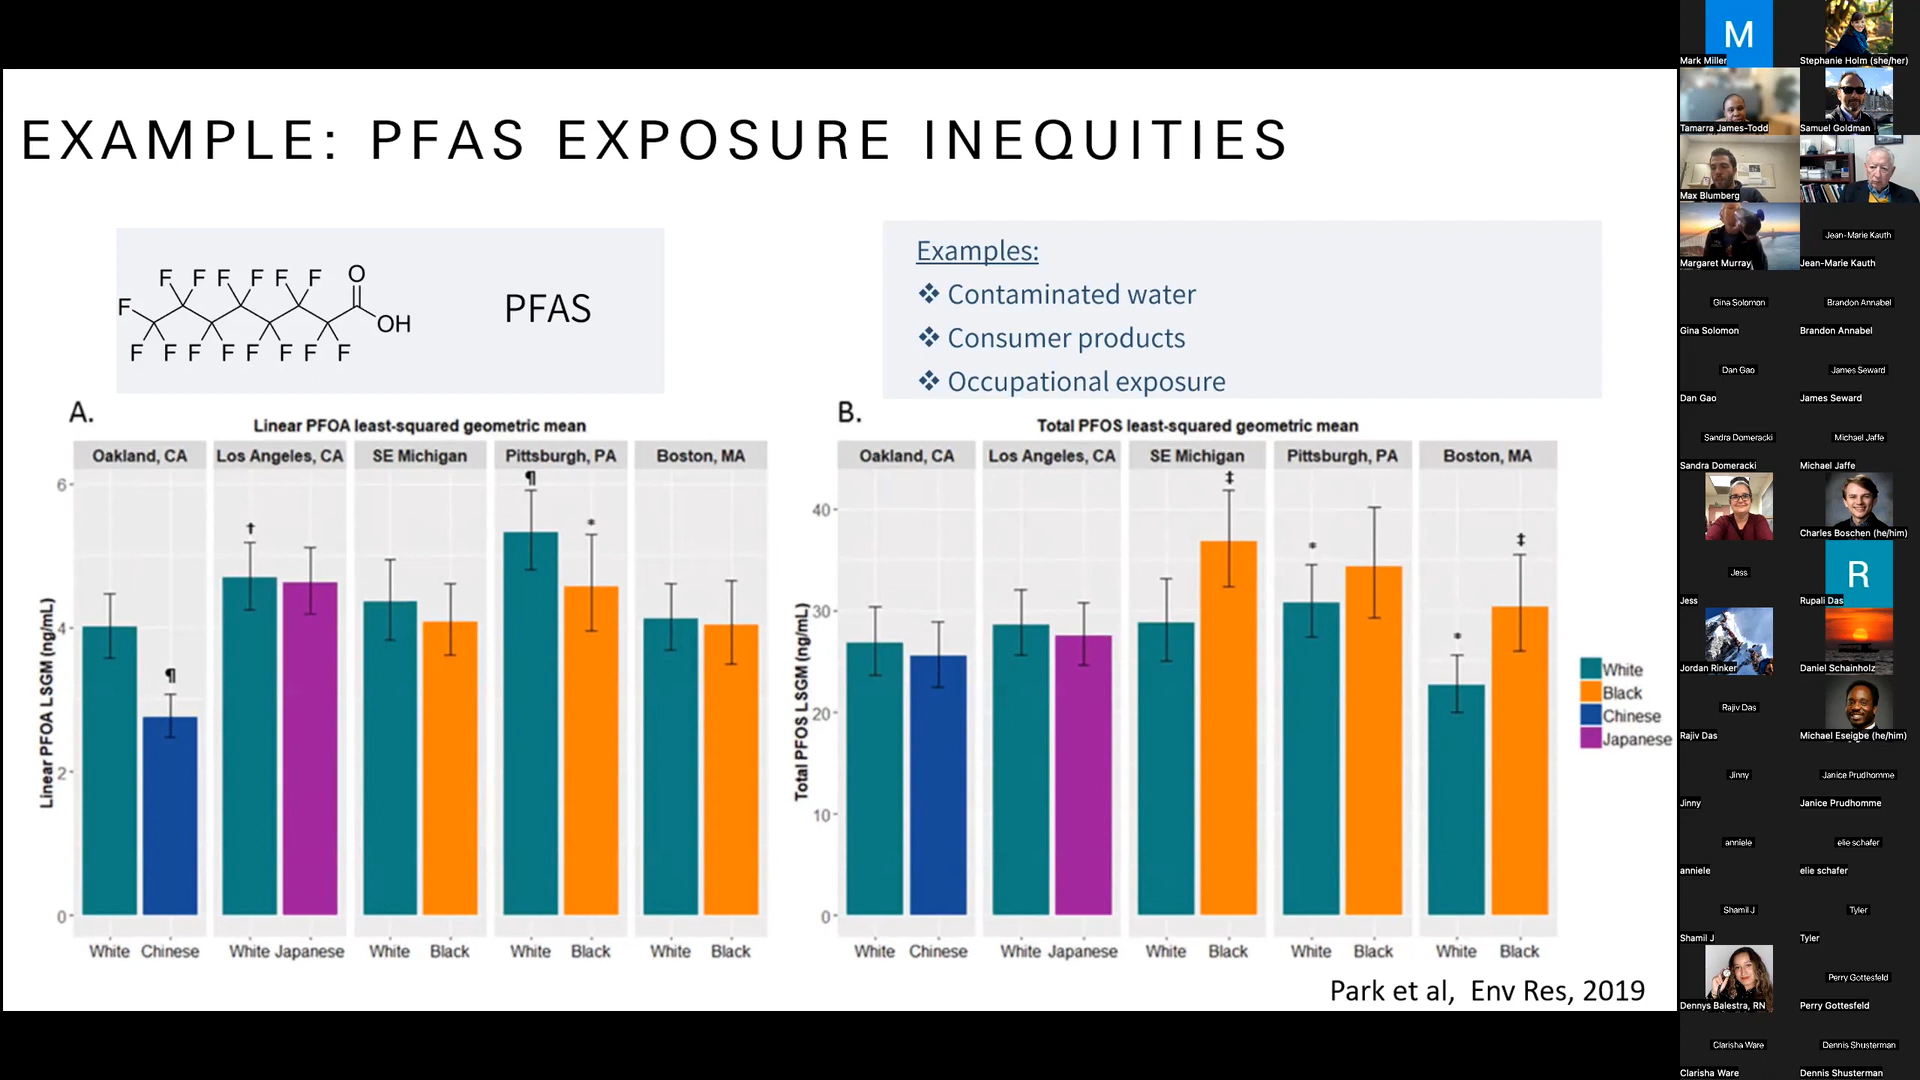 EXAMPLE: PFAS EXPOSURE INEQUITIES
F F F F F F O
F
OH
F F F F F F F F
PFAS
Examples:
❖ Contaminated water
❖ Consumer products
❖ Occupational exposure
A.
Linear PFOA least-squared geometric mean
Oakland, CA Los Angeles, CA SE Michigan Pittsburgh, PA Boston, MA
Linear PFOA LSGM (ng/mL)
6
4
2
0
¶
†
¶
*
White Chinese White Japanese White Black White Black White Black
B.
Total PFOS least-squared geometric mean
Oakland, CA Los Angeles, CA SE Michigan Pittsburgh, PA Boston, MA
Total PFOS LSGM (ng/mL)
40
30
20
10
0
‡
*
*
‡
White Chinese White Japanese White Black White Black White Black
White
Black
Chinese
Japanese
Park et al, Env Res, 2019
M
Mark Miller
Stephanie Holm (she/her)
Tamarra James-Todd
Samuel Goldman
Max Blumberg
Margaret Murray
Jean-Marie Kauth
Jean-Marie Kauth
Gina Solomon
Gina Solomon
Brandon Annabel
Brandon Annabel
Dan Gao
Dan Gao
James Seward
James Seward
Sandra Domeracki
Sandra Domeracki
Michael Jaffe
Michael Jaffe
Charles Boschen (he/him)
Jess
Jess
R
Rupali Das
Jordan Rinker
Daniel Schainholz
Rajiv Das
Rajiv Das
Michael Eseigbe (he/him)
Jinny
Jinny
Janice Prudhomme
Janice Prudhomme
anniele
anniele
elie schafer
elie schafer
Shamil J
Shamil J
Tyler
Tyler
Dennys Balestra, RN
Perry Gottesfeld
Perry Gottesfeld
Clarisha Ware
Clarisha Ware
Dennis Shusterman
Dennis Shusterman